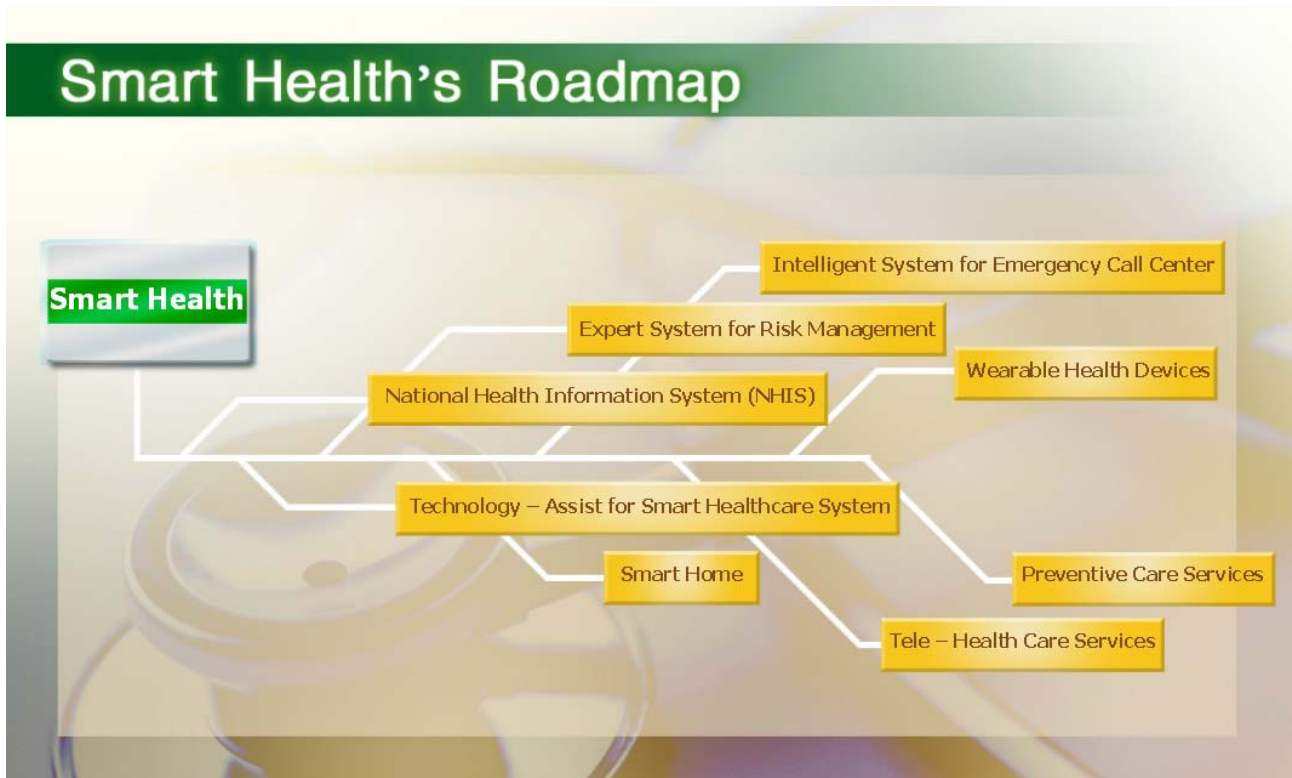 Smart Health's Roadmap
Smart Health
Intelligent System for Emergency Call Center
Expert System for Risk Management
Wearable Health Devices
National Health Information System (NHIS)
Technology – Assist for Smart Healthcare System
Smart Home
Preventive Care Services
Tele – Health Care Services